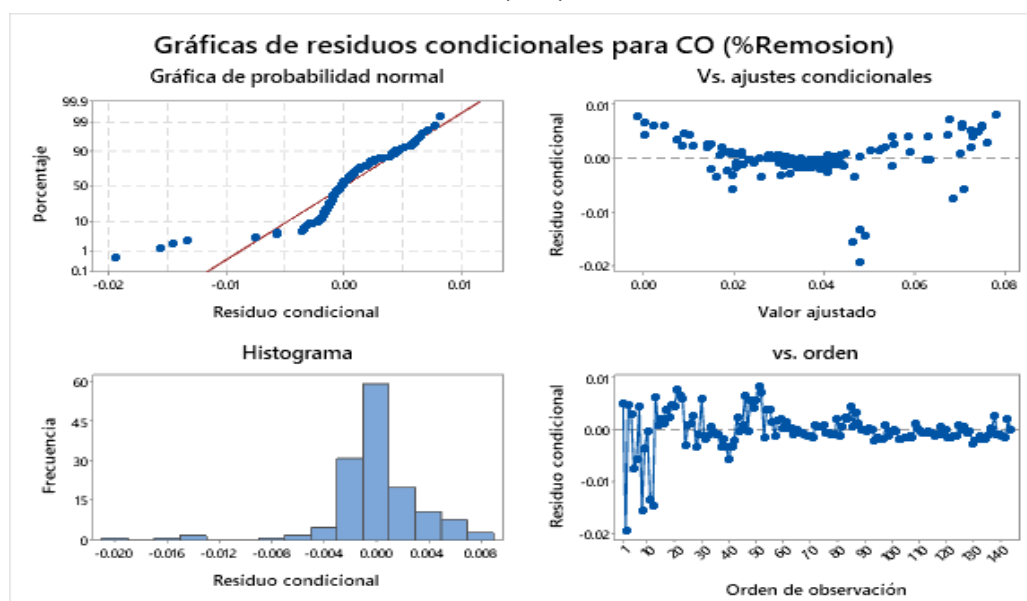 Gráficas de residuos condicionales para CO (%Remosion)
Gráfica de probabilidad normal
Porcentaje
99.9
99
90
50
10
1
0.1
-0.02 -0.01 0.00 0.01
Residuo condicional
Vs. ajustes condicionales
Residuo condicional
0.01
0.00
-0.01
-0.02
0.00 0.02 0.04 0.06 0.08
Valor ajustado
Histograma
Frecuencia
60
45
30
15
0
-0.020 -0.016 -0.012 -0.008 -0.004 0.000 0.004 0.008
Residuo condicional
vs. orden
Residuo condicional
0.01
0.00
-0.01
-0.02
1 10 20 30 40 50 60 70 80 90 100 110 120 130 140
Orden de observación